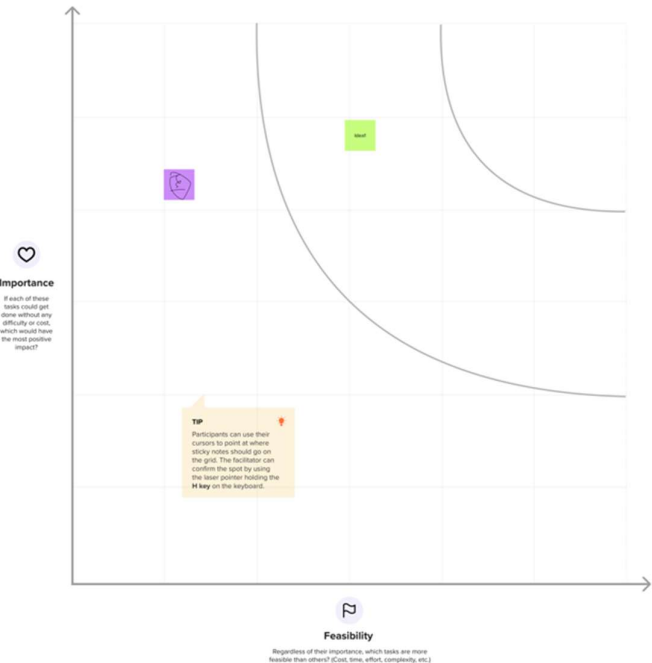 Idea!
Importance
If each of these
tasks could get
done without any
difficulty or cost,
which would have
the most positive
impact?
TIP
Participants can use their
cursors to point at where
sticky notes should go on
the grid. The facilitator can
confirm the spot by using
the laser pointer holding the
H key on the keyboard.
Feasibility
Regardless of their importance, which tasks are more
feasible than others? (Cost, time, effort, complexity, etc.)